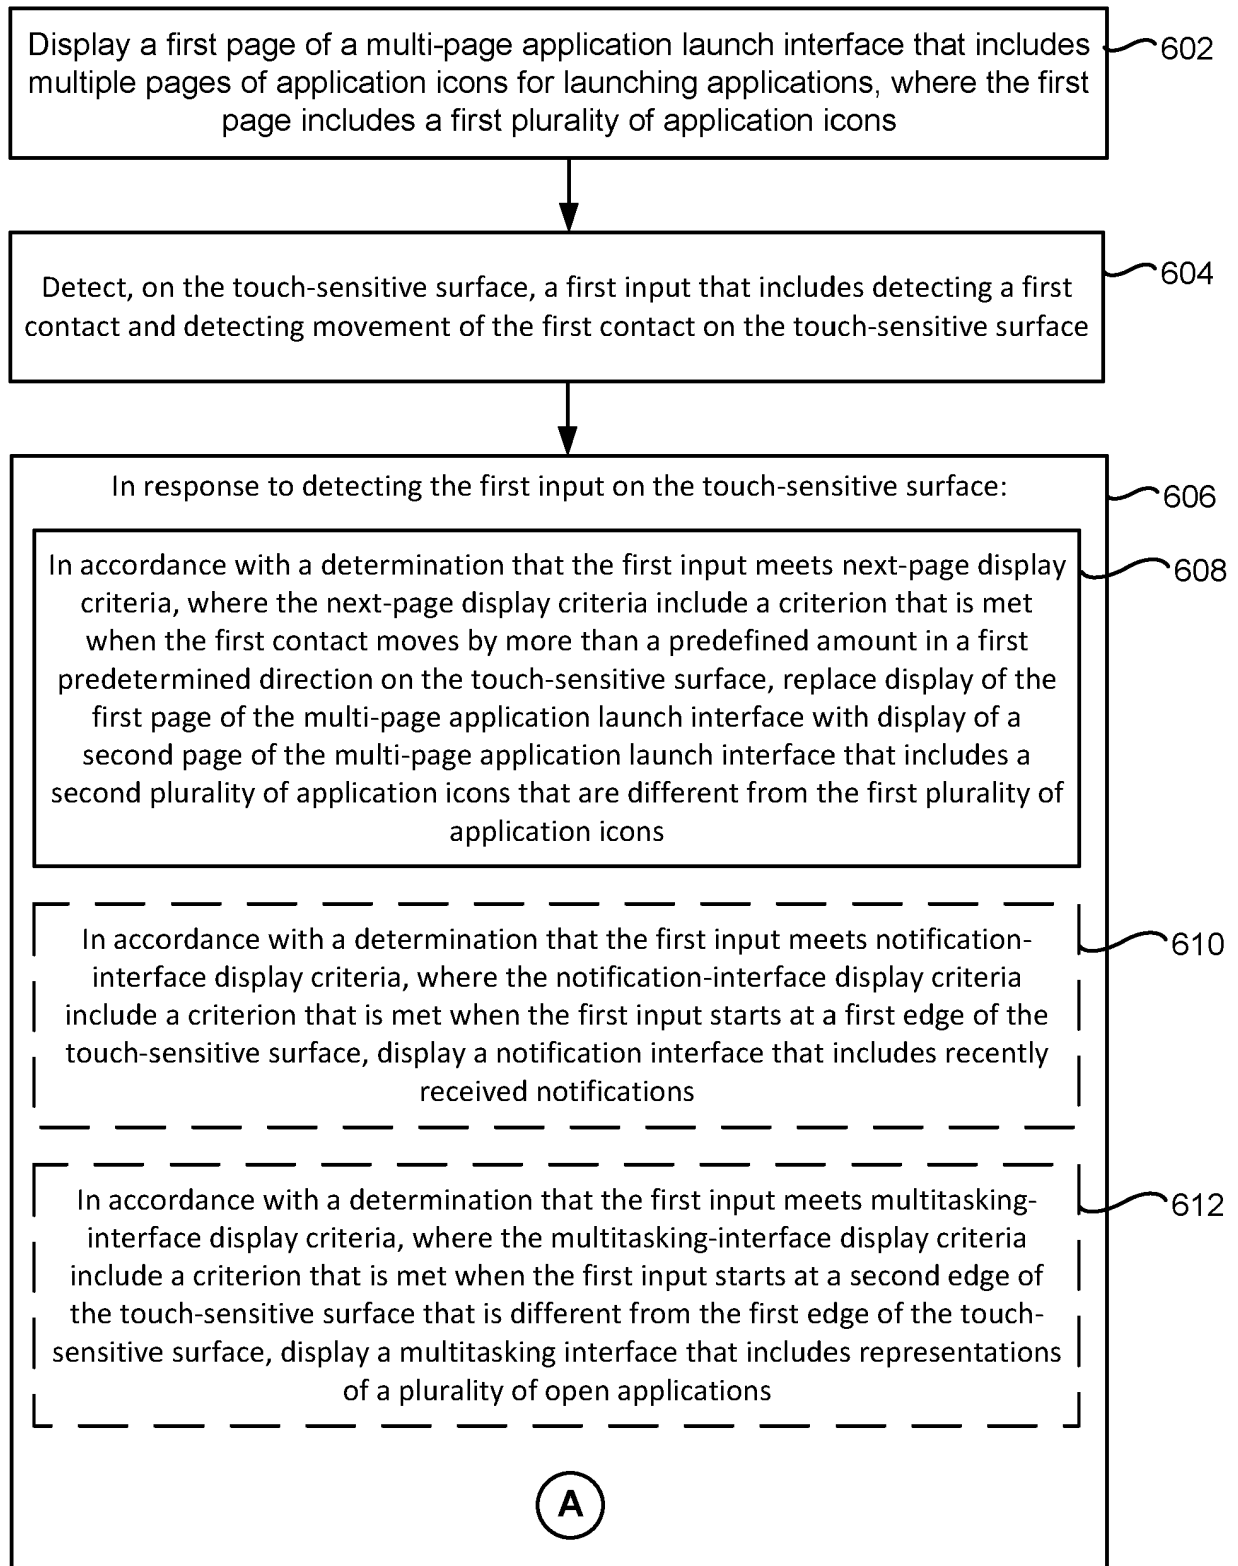 Display a first page of a multi-page application launch interface that includes
multiple pages of application icons for launching applications, where the first
page includes a first plurality of application icons
602
Detect, on the touch-sensitive surface, a first input that includes detecting a first
contact and detecting movement of the first contact on the touch-sensitive surface
604
In response to detecting the first input on the touch-sensitive surface:
606
In accordance with a determination that the first input meets next-page display
criteria, where the next-page display criteria include a criterion that is met
when the first contact moves by more than a predefined amount in a first
predetermined direction on the touch-sensitive surface, replace display of the
first page of the multi-page application launch interface with display of a
second page of the multi-page application launch interface that includes a
second plurality of application icons that are different from the first plurality of
application icons
608
In accordance with a determination that the first input meets notification-
interface display criteria, where the notification-interface display criteria
include a criterion that is met when the first input starts at a first edge of the
touch-sensitive surface, display a notification interface that includes recently
received notifications
610
In accordance with a determination that the first input meets multitasking-
interface display criteria, where the multitasking-interface display criteria
include a criterion that is met when the first input starts at a second edge of
the touch-sensitive surface that is different from the first edge of the touch-
sensitive surface, display a multitasking interface that includes representations
of a plurality of open applications
612
A